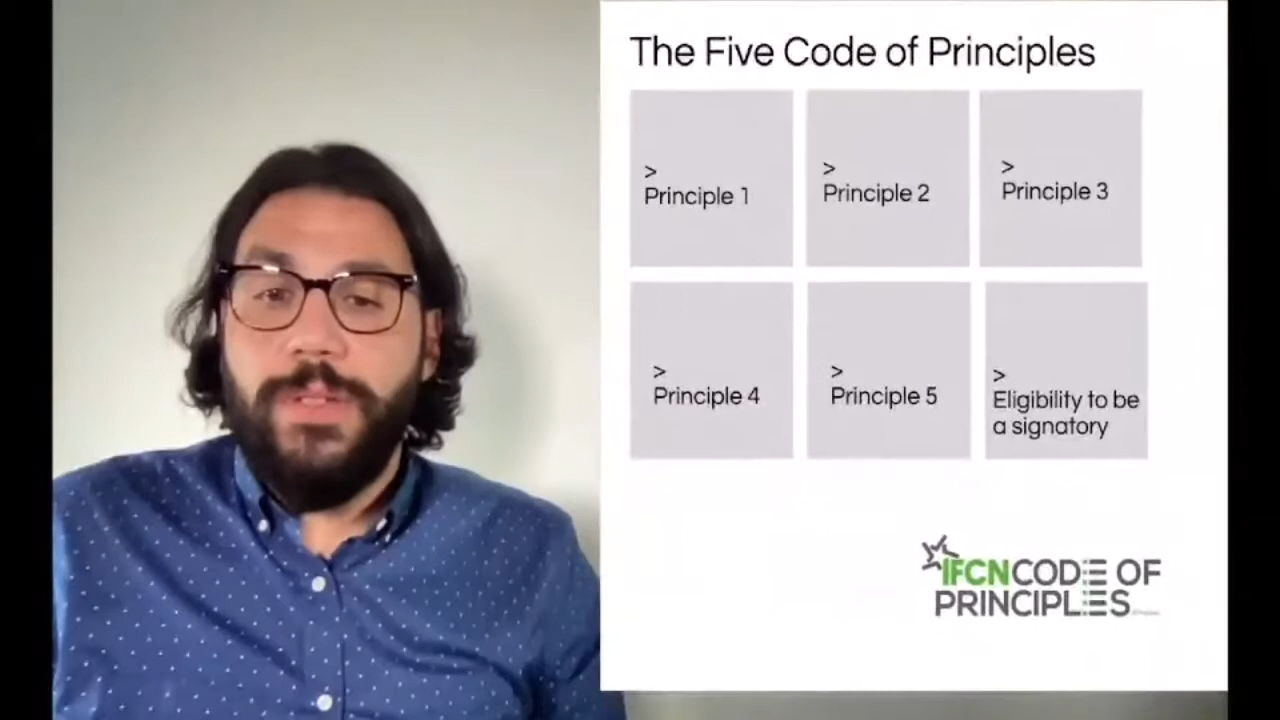 The Five Code of Principles
>
Principle 1
>
Principle 2
>
Principle 3
>
Principle 4
>
Principle 5
>
Eligibility to be
a signatory
IFCN CODE OF
PRINCIPLES